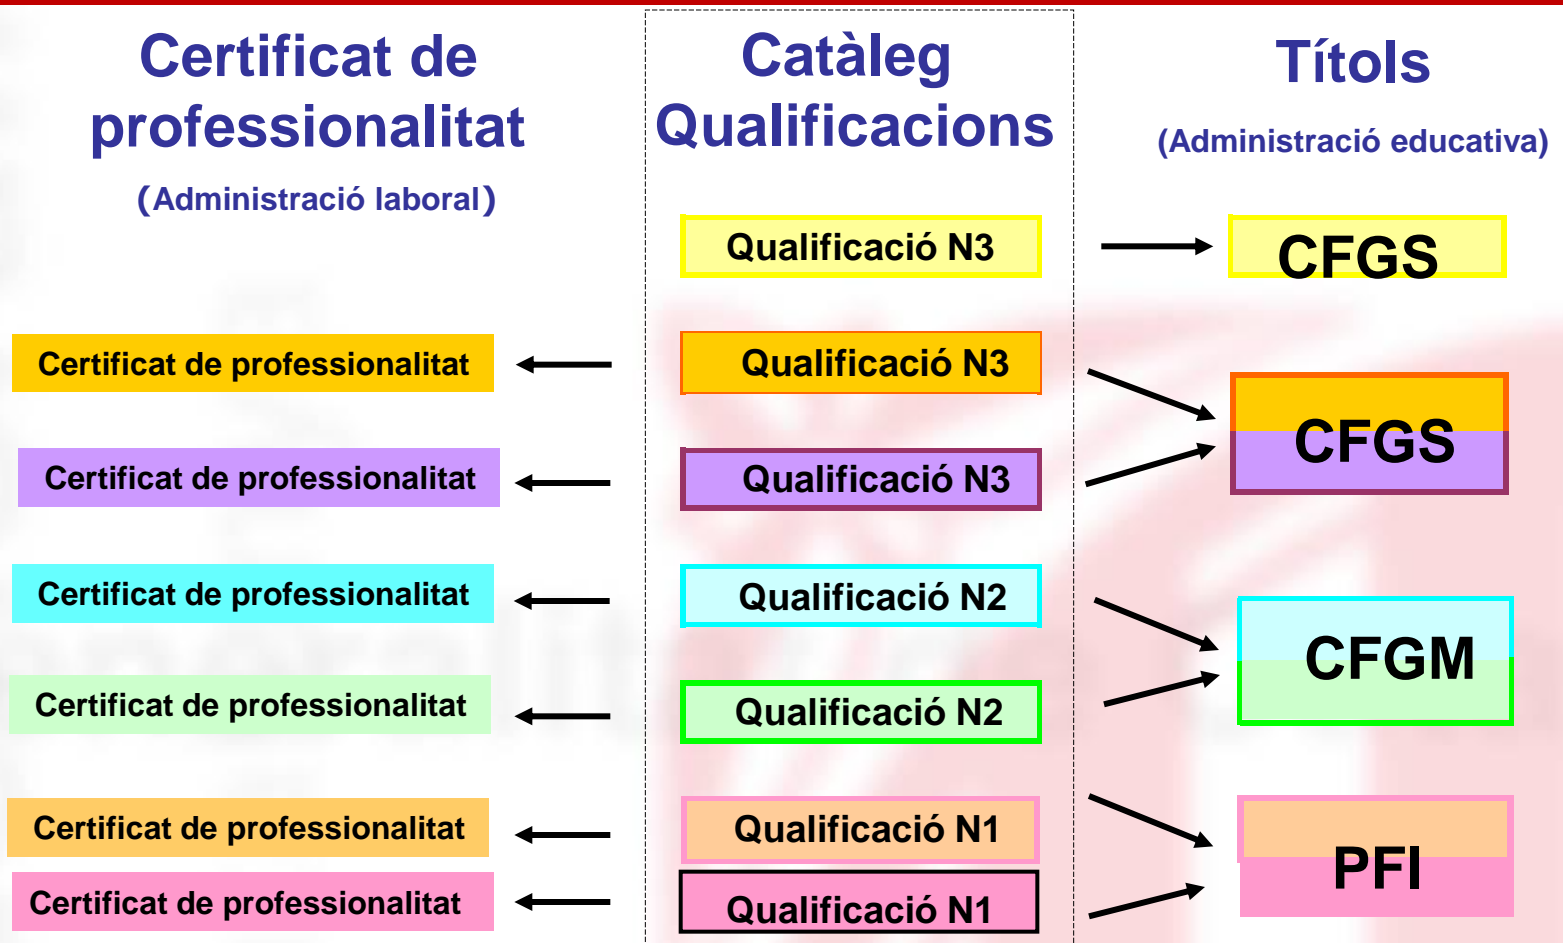 Certificat de
professionalitat
(Administració laboral)
Catàleg
Qualificacions
Títols
(Administració educativa)
Qualificació N3
CFGS
Certificat de professionalitat
Qualificació N3
CFGS
Certificat de professionalitat
Qualificació N3
Certificat de professionalitat
Qualificació N2
CFGM
Certificat de professionalitat
Qualificació N2
Certificat de professionalitat
Qualificació N1
PFI
Certificat de professionalitat
Qualificació N1